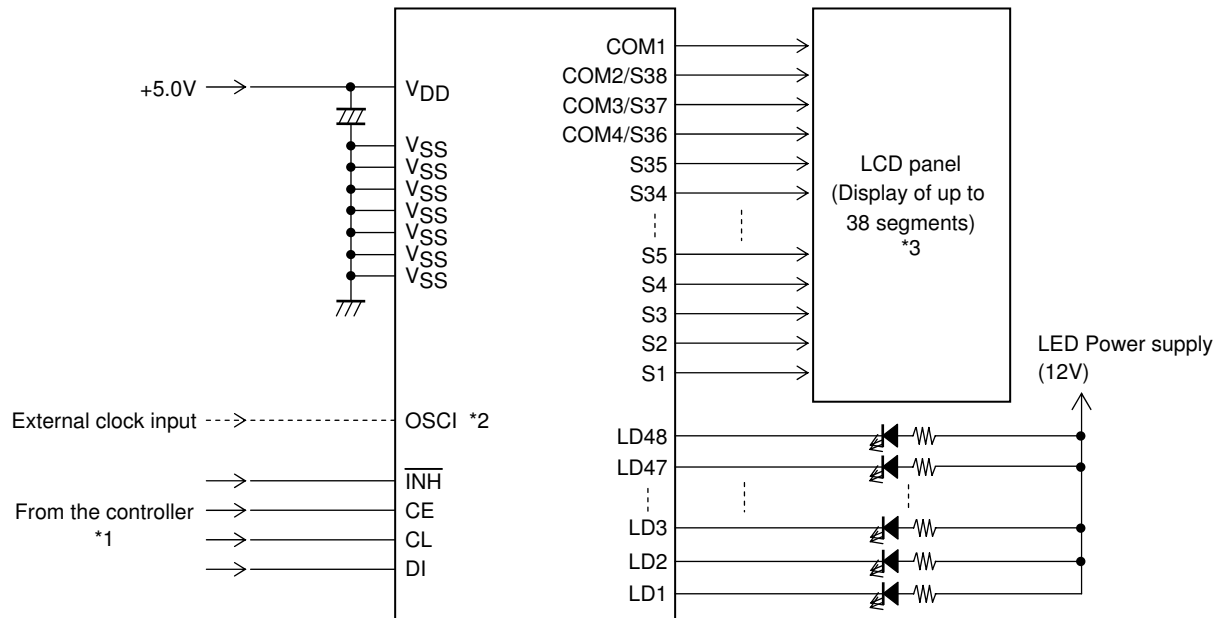 +5.0V
VDD
VSS
VSS
VSS
VSS
VSS
VSS
VSS
External clock input
OSCI *2
From the controller
*1
INH
CE
CL
DI
COM1
COM2/S38
COM3/S37
COM4/S36
S35
S34
S5
S4
S3
S2
S1
LCD panel
(Display of up to
38 segments)
*3
LED Power supply
(12V)
LD48
LD47
LD3
LD2
LD1